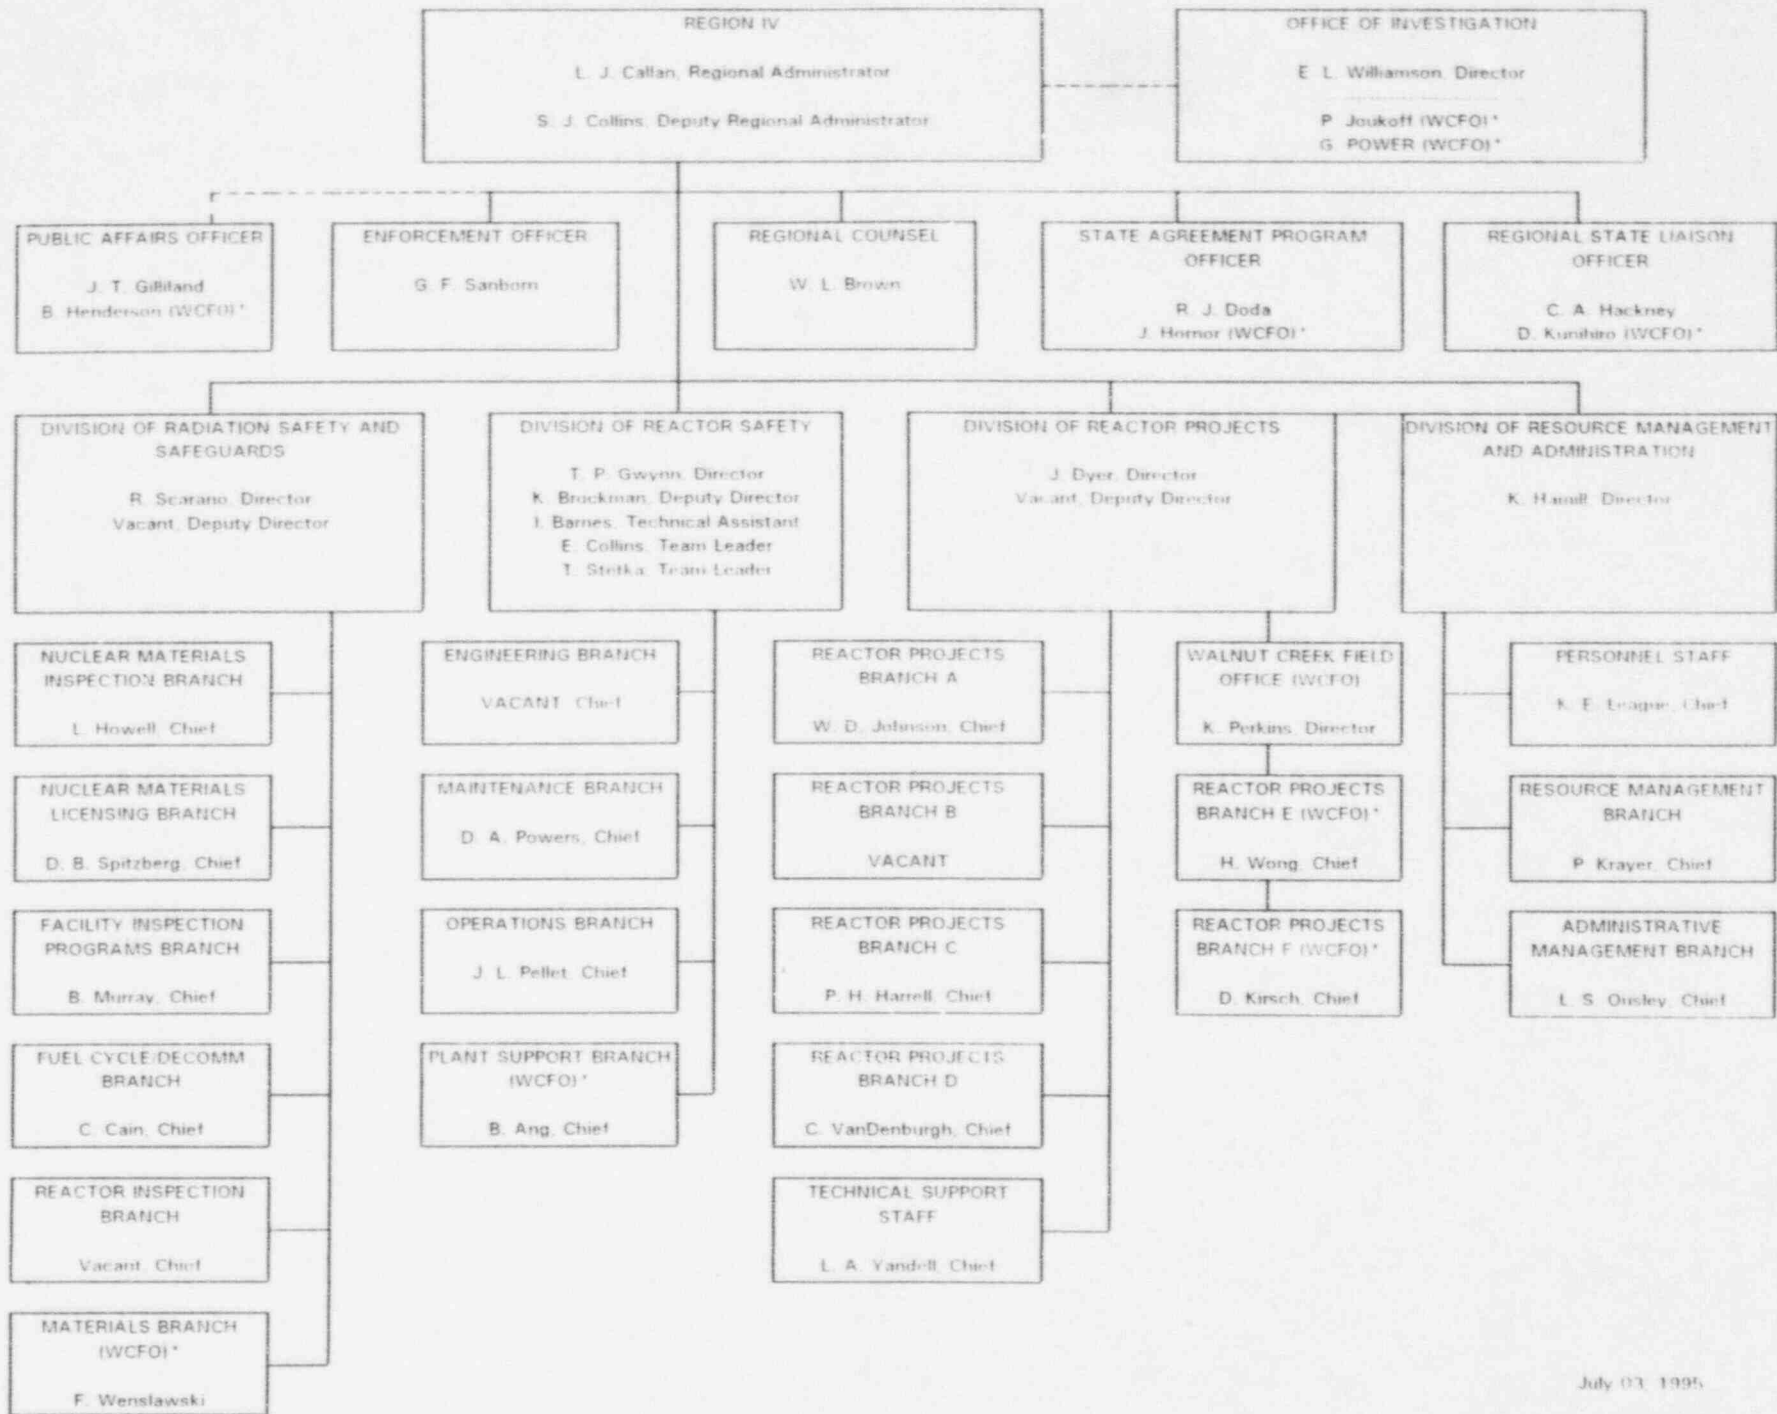 REGION IV
L. J. Callan, Regional Administrator
S. J. Collins, Deputy Regional Administrator
OFFICE OF INVESTIGATION
E. L. Williamson, Director
P. Joukoff (WCFO)*
G. POWER (WCFO)*
PUBLIC AFFAIRS OFFICER
J. T. Gilliland
B. Henderson (WCFO)*
ENFORCEMENT OFFICER
G. F. Sanborn
REGIONAL COUNSEL
W. L. Brown
STATE AGREEMENT PROGRAM
OFFICER
R. J. Doda
J. Hornor (WCFO)*
REGIONAL STATE LIAISON
OFFICER
C. A. Hackney
D. Kunihiro (WCFO)*
DIVISION OF RADIATION SAFETY AND
SAFEGUARDS
R. Scarano, Director
Vacant, Deputy Director
DIVISION OF REACTOR SAFETY
T. P. Gwynn, Director
K. Brockman, Deputy Director
I. Barnes, Technical Assistant
E. Collins, Team Leader
T. Stetka, Team Leader
DIVISION OF REACTOR PROJECTS
J. Dyer, Director
Vacant, Deputy Director
DIVISION OF RESOURCE MANAGEMENT
AND ADMINISTRATION
K. Hamill, Director
NUCLEAR MATERIALS
INSPECTION BRANCH
L. Howell, Chief
NUCLEAR MATERIALS
LICENSING BRANCH
D. B. Spitzberg, Chief
FACILITY INSPECTION
PROGRAMS BRANCH
B. Murray, Chief
FUEL CYCLE/DECOMM
BRANCH
C. Cain, Chief
REACTOR INSPECTION
BRANCH
Vacant, Chief
MATERIALS BRANCH
(WCFO)*
F. Wenslawski
ENGINEERING BRANCH
VACANT, Chief
MAINTENANCE BRANCH
D. A. Powers, Chief
OPERATIONS BRANCH
J. L. Pellet, Chief
PLANT SUPPORT BRANCH
(WCFO)*
B. Ang, Chief
REACTOR PROJECTS
BRANCH A
W. D. Johnson, Chief
REACTOR PROJECTS
BRANCH B
VACANT
REACTOR PROJECTS
BRANCH C
P. H. Harrell, Chief
REACTOR PROJECTS
BRANCH D
C. VanDenburgh, Chief
TECHNICAL SUPPORT
STAFF
L. A. Yandell, Chief
WALNUT CREEK FIELD
OFFICE (WCFO)
K. Perkins, Director
REACTOR PROJECTS
BRANCH E (WCFO)*
H. Wong, Chief
REACTOR PROJECTS
BRANCH F (WCFO)*
D. Kirsch, Chief
PERSONNEL STAFF
K. E. League, Chief
RESOURCE MANAGEMENT
BRANCH
P. Krayer, Chief
ADMINISTRATIVE
MANAGEMENT BRANCH
L. S. Ousley, Chief
July 03, 1995